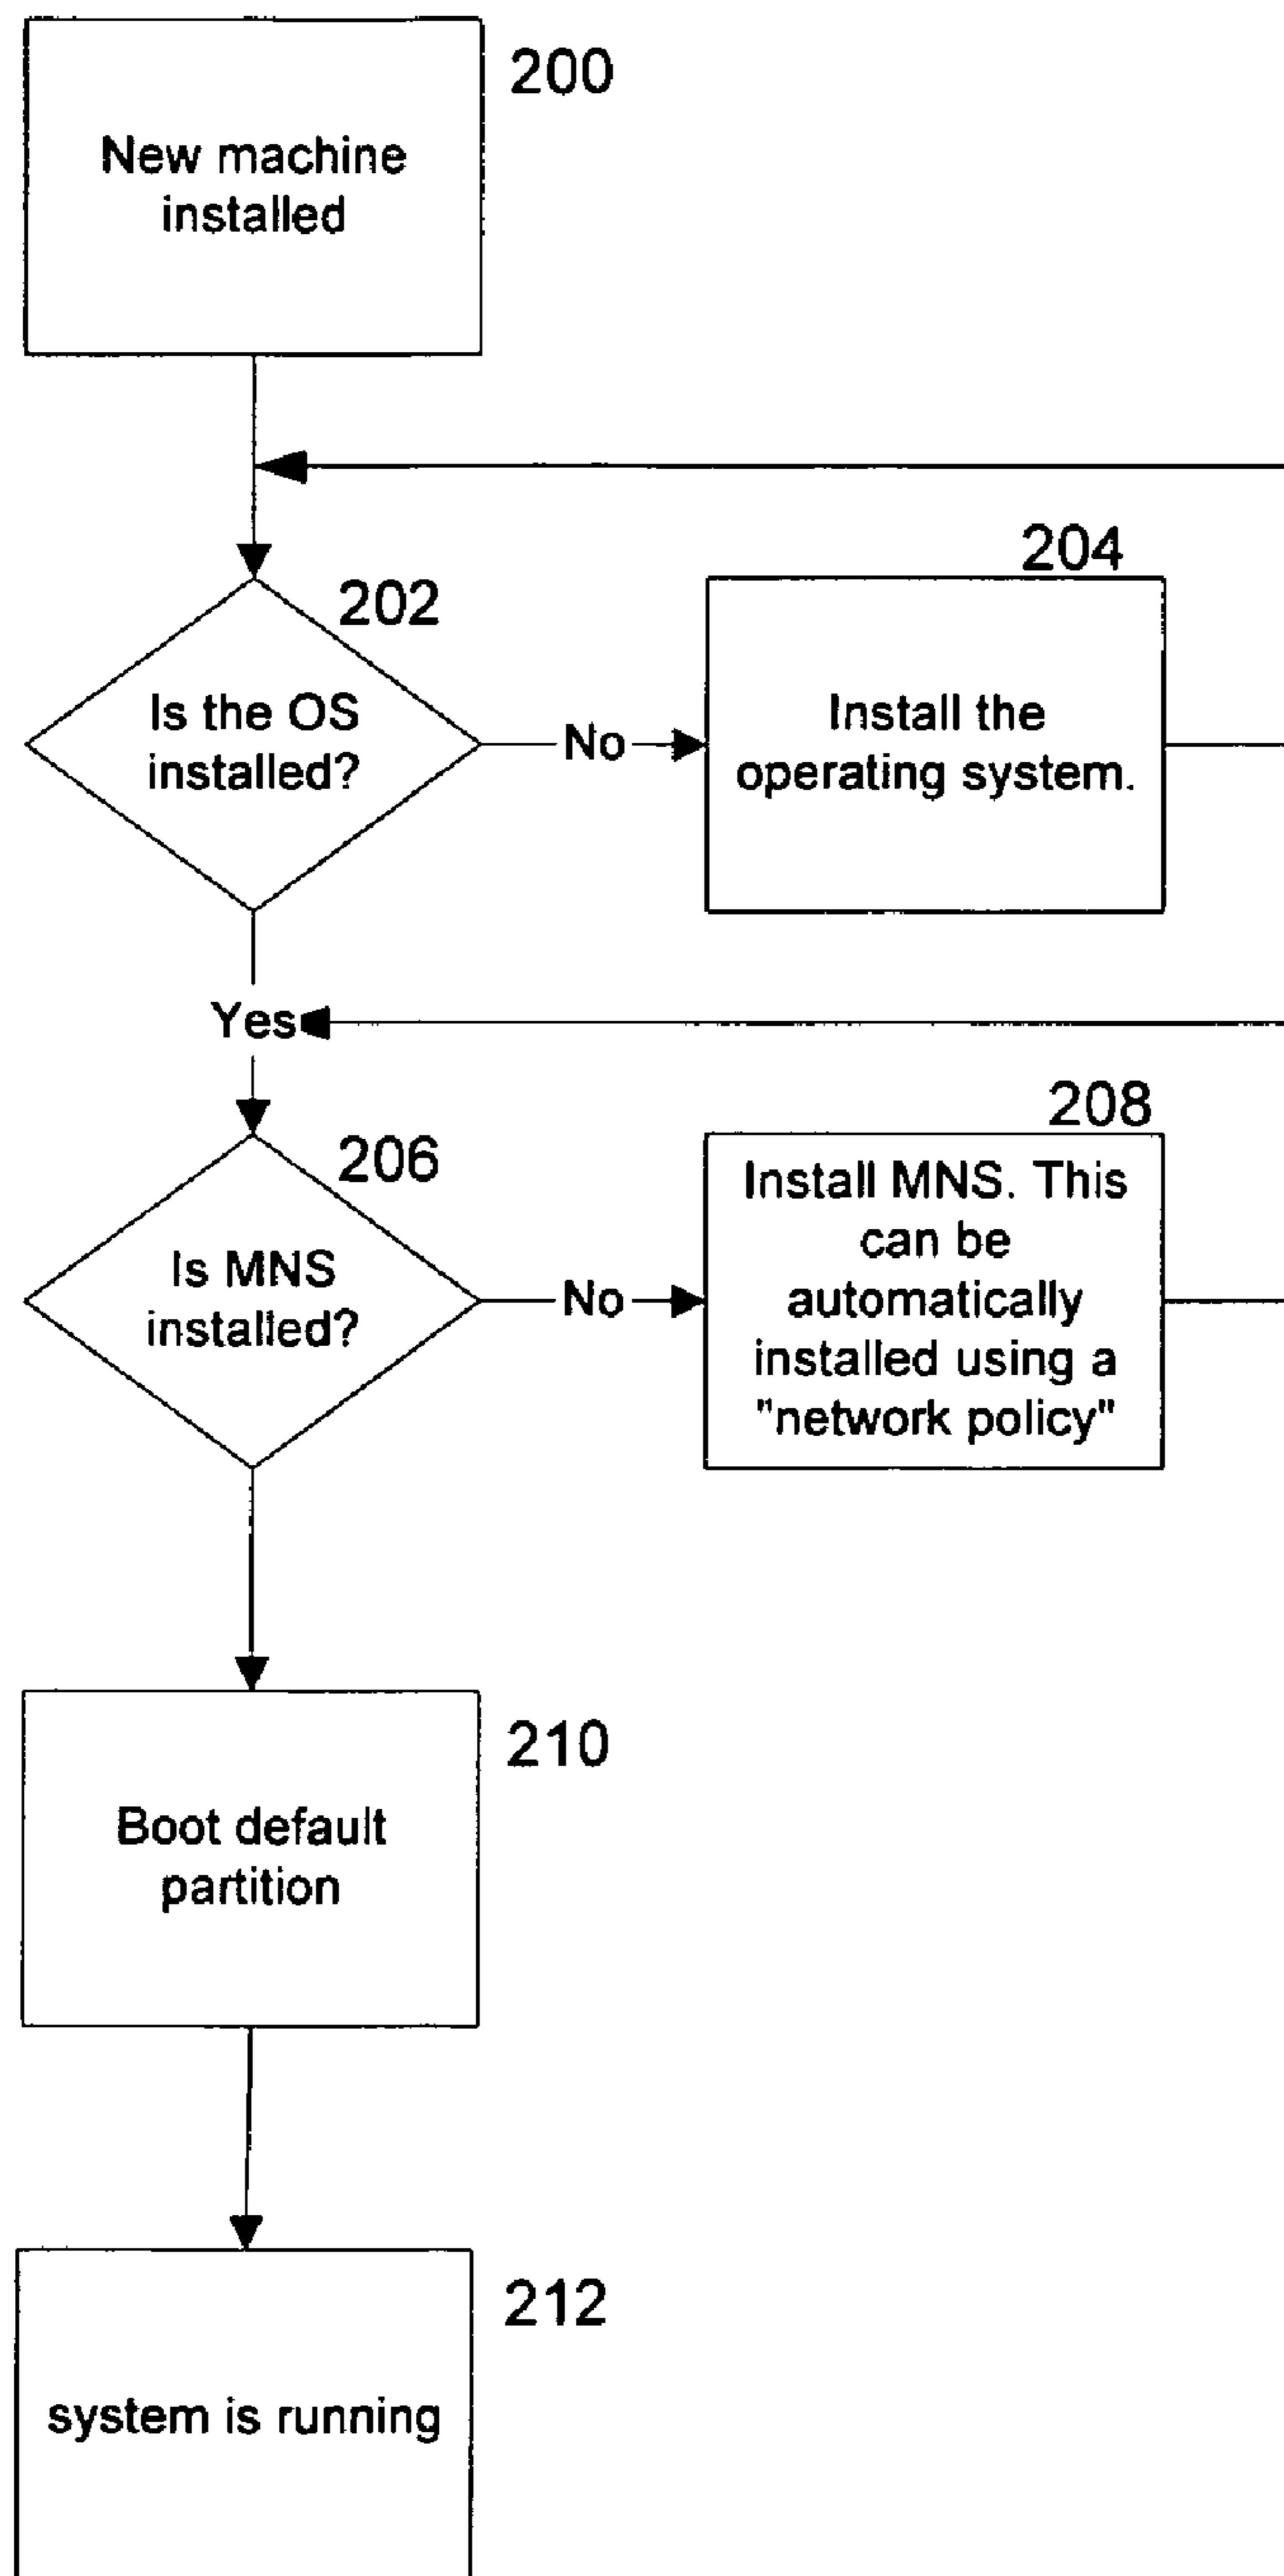 200
New machine
installed
204
202
Is the OS
installed?
No
Install the
operating system.
Yes
208
206
Is MNS
installed?
No
Install MNS. This
can be
automatically
installed using a
"network policy"
210
Boot default
partition
212
system is running